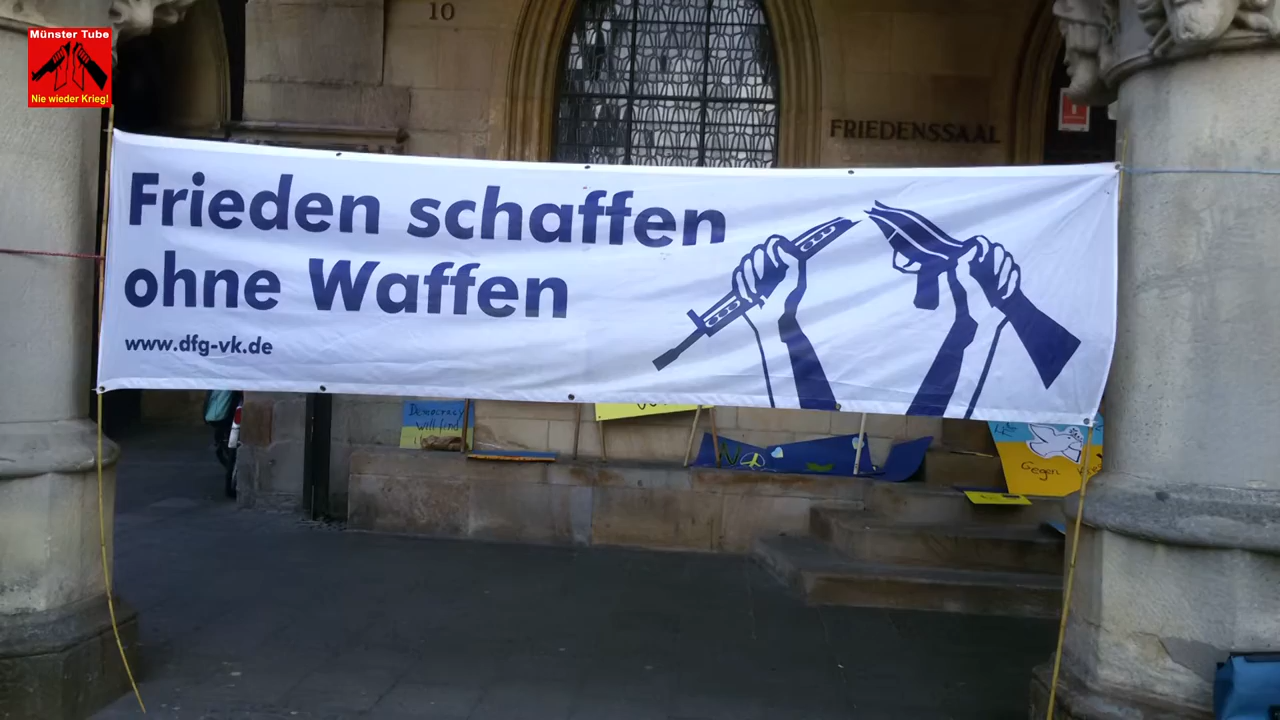 Münster Tube
Nie wieder Krieg!
10
FRIEDENSSAAL
Frieden schaffen
ohne Waffen
www.dfg-vk.de
Democracy
will find
Gegen